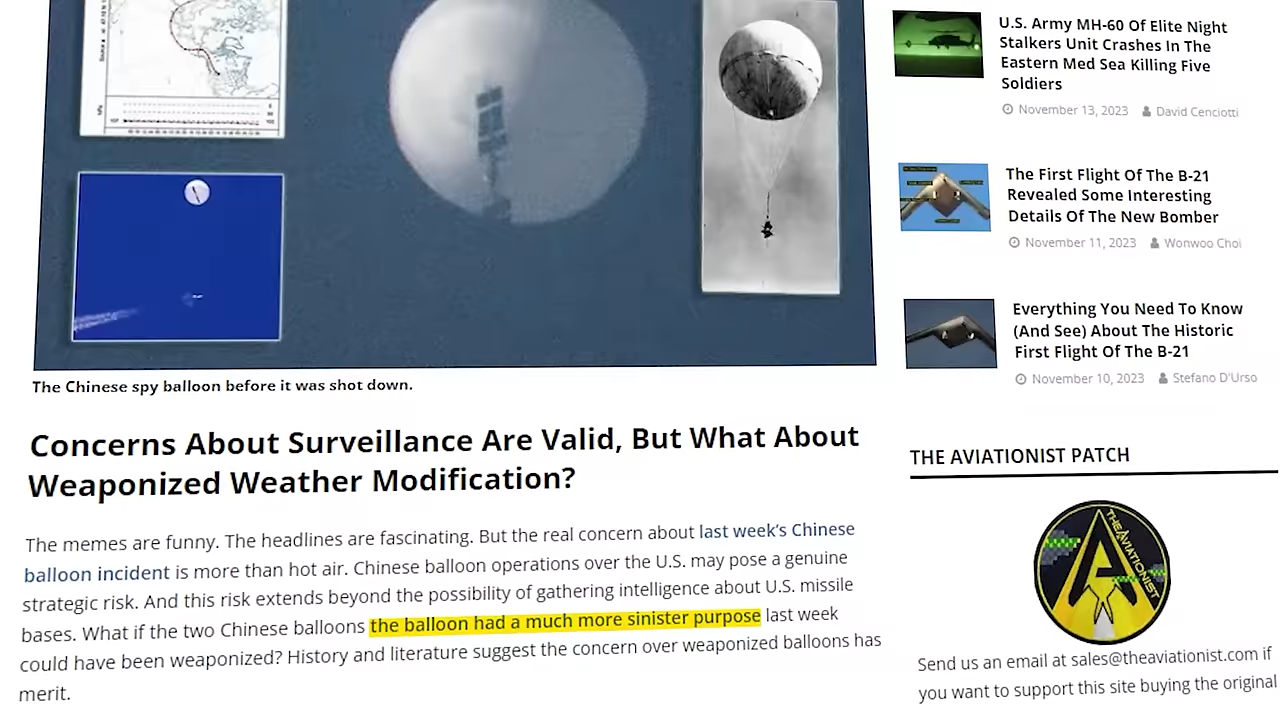 The Chinese spy balloon before it was shot down.
Concerns About Surveillance Are Valid, But What About
Weaponized Weather Modification?
The memes are funny. The headlines are fascinating. But the real concern about last week's Chinese
balloon incident is more than hot air. Chinese balloon operations over the U.S. may pose a genuine
strategic risk. And this risk extends beyond the possibility of gathering intelligence about U.S. missile
bases. What if the two Chinese balloons the balloon had a much more sinister purpose last week
could have been weaponized? History and literature suggest the concern over weaponized balloons has
merit.
U.S. Army MH-60 Of Elite Night
Stalkers Unit Crashes In The
Eastern Med Sea Killing Five
Soldiers
November 13, 2023 David Cenciotti
The First Flight Of The B-21
Revealed Some Interesting
Details Of The New Bomber
November 11, 2023 Wonwoo Choi
Everything You Need To Know
(And See) About The Historic
First Flight Of The B-21
November 10, 2023 Stefano D'Urso
THE AVIATIONIST PATCH
THE AVIATIONIST
Send us an email at sales@theaviationist.com if
you want to support this site buying the original